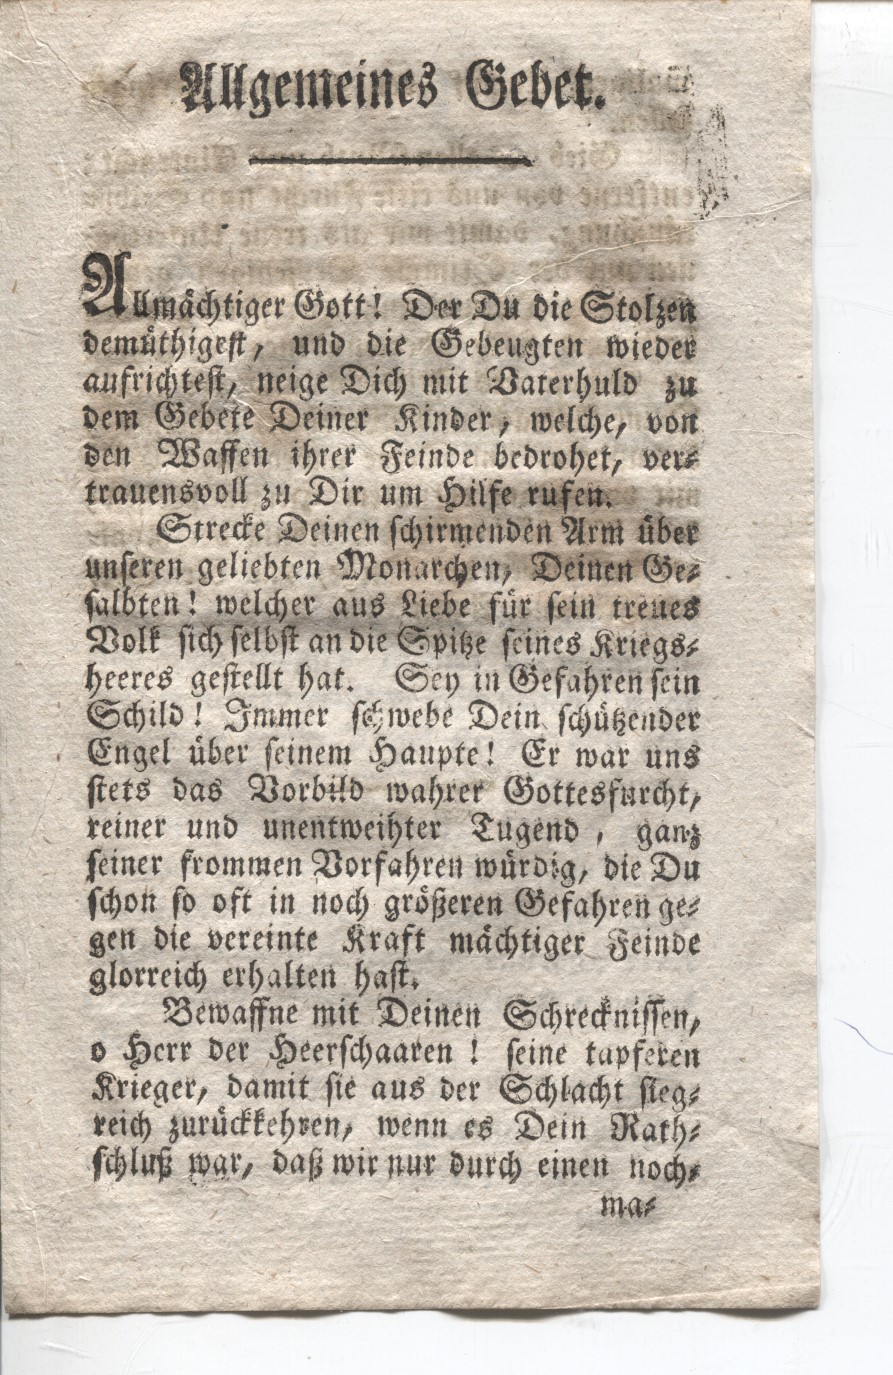 Allgemeines Gebet.
Allmächtiger Gott! Der Du die Stolzen
demüthigest, und die Gebeugten wieder
aufrichtest, neige Dich mit Vaterhuld zu
dem Gebete Deiner Kinder, welche, von
den Waffen ihrer Feinde bedrohet, ver-
trauensvoll zu Dir um Hilfe rufen.
Strecke Deinen schirmenden Arm über
unseren geliebten Monarchen, Deinen Ge-
salbten! welcher aus Liebe für sein treues
Volk sich selbst an die Spitze seines Kriegs-
heeres gestellt hat. Sey in Gefahren sein
Schild! Immer schwebe Dein schützender
Engel über seinem Haupte! Er war uns
stets das Vorbild wahrer Gottesfurcht,
reiner und unentweihter Tugend, ganz
seiner frommen Vorfahren würdig, die Du
schon so oft in noch größeren Gefahren ge-
gen die vereinte Kraft mächtiger Feinde
glorreich erhalten hast.
Bewaffne mit Deinen Schrecknissen,
o Herr der Heerschaaren! seine tapferen
Krieger, damit sie aus der Schlacht sieg-
reich zurückkehren, wenn es Dein Rath-
schluß war, daß wir nur durch einen noch-
ma-